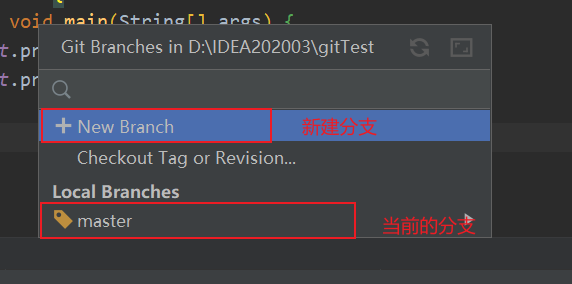 void main(String[] args) {
t.pr
t.p
Git Branches in D:\IDEA202003\gitTest
New Branch
新建分支
Checkout Tag or Revision...
Local Branches
master
当前的分支